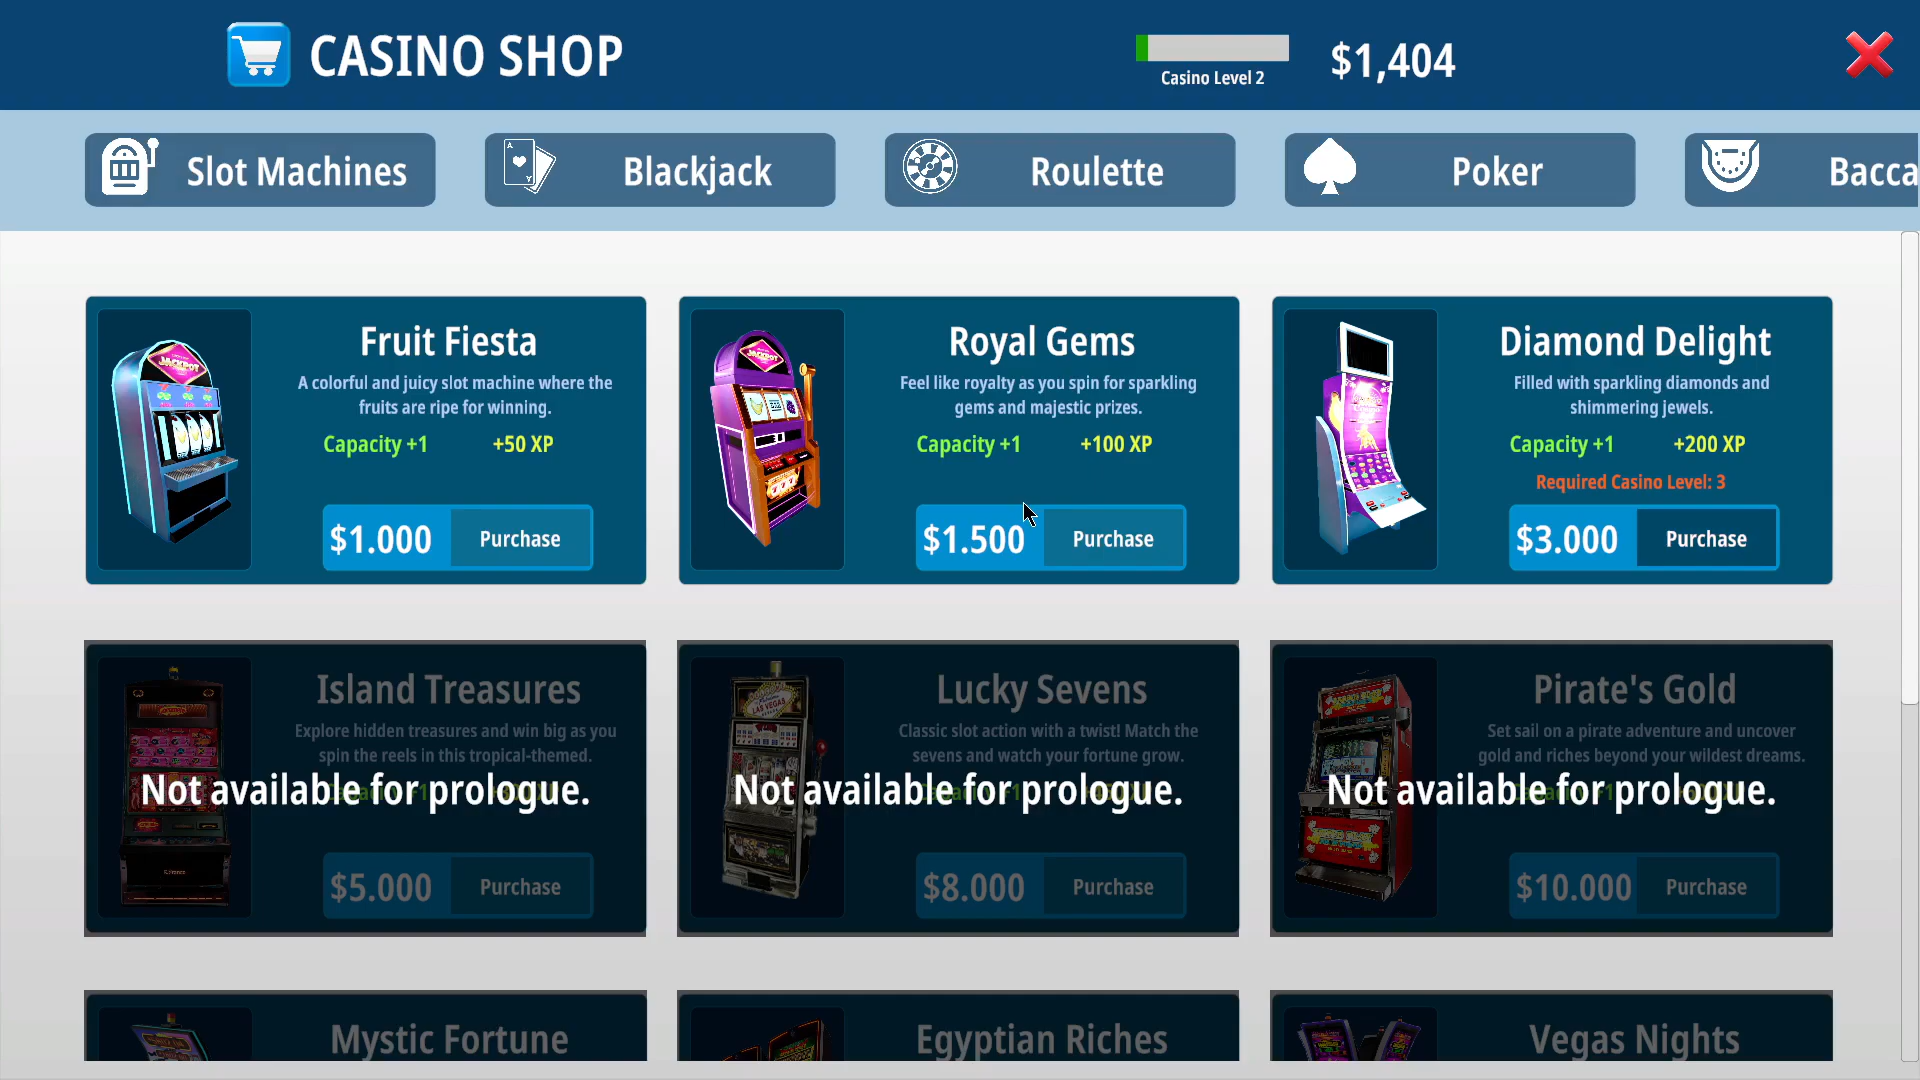 CASINO SHOP
Casino Level 2
$1,404
Slot Machines
Blackjack
Roulette
Poker
Bacca
Fruit Fiesta
A colorful and juicy slot machine where the
fruits are ripe for winning.
Capacity +1 +50 XP
$1.000 Purchase
Royal Gems
Feel like royalty as you spin for sparkling
gems and majestic prizes.
Capacity +1 +100 XP
$1.500 Purchase
Diamond Delight
Filled with sparkling diamonds and
shimmering jewels.
Capacity +1 +200 XP
Required Casino Level: 3
$3.000 Purchase
Island Treasures
Explore hidden treasures and win big as you
spin the reels in this tropical-themed.
Not available for prologue.
$5.000 Purchase
Lucky Sevens
Classic slot action with a twist! Match the
sevens and watch your fortune grow.
Not available for prologue.
$8.000 Purchase
Pirate's Gold
Set sail on a pirate adventure and uncover
gold and riches beyond your wildest dreams.
Not available for prologue.
$10.000 Purchase
Mystic Fortune
Egyptian Riches
Vegas Nights
JACKPOT
JACKPOT